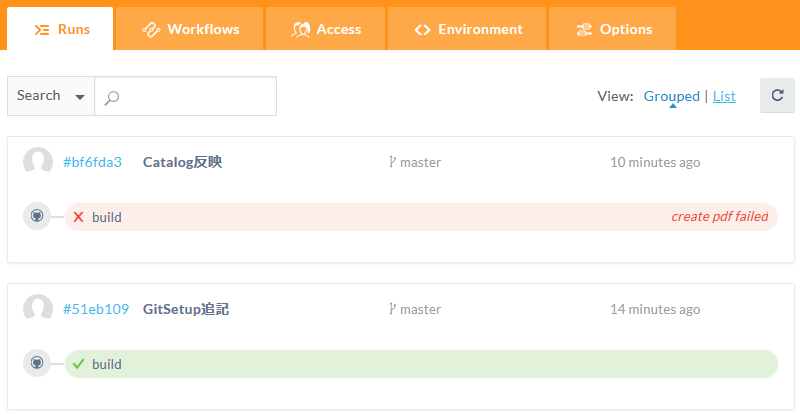 Runs Workflows Access Environment Options
Search View: Grouped | List
#bf6fda3 Catalog反映 master 10 minutes ago
build create pdf failed
#51eb109 GitSetup追記 master 14 minutes ago
build